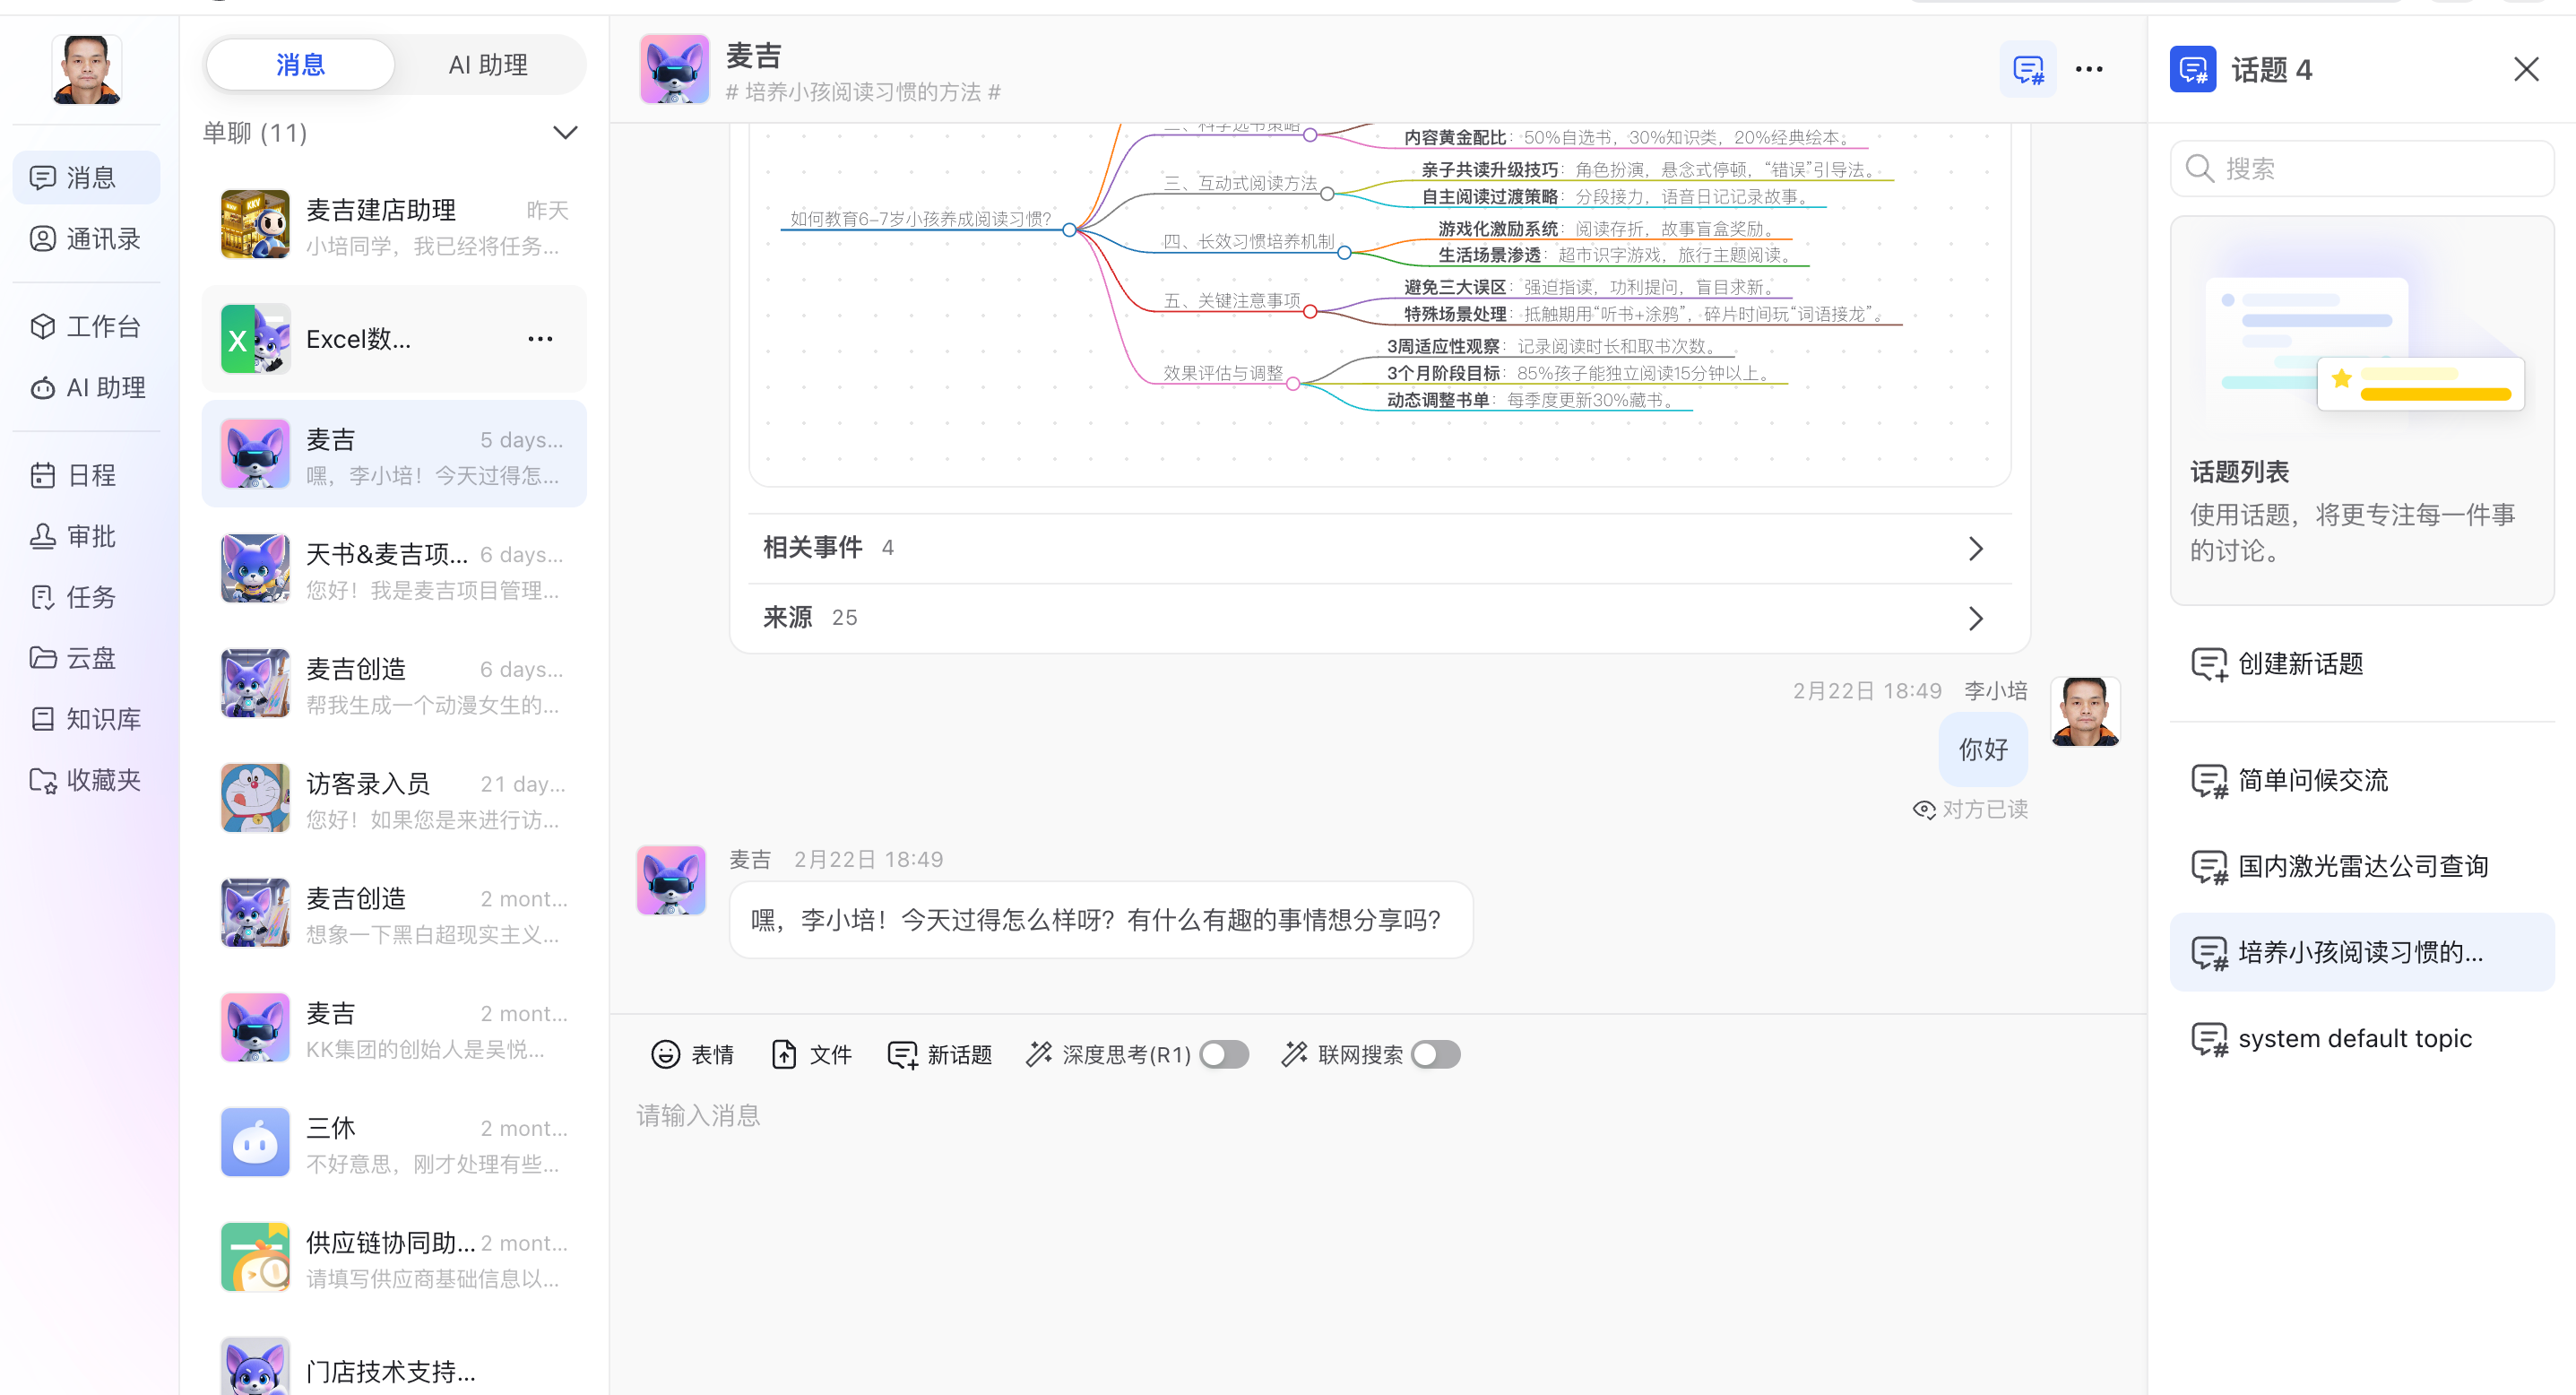 消息
通讯录
工作台
AI 助理
日程
审批
任务
云盘
知识库
收藏夹
消息
AI 助理
单聊 (11)
麦吉建店助理 昨天
小培同学，我已经将任务...
Excel数...
麦吉 5 days...
嘿，李小培！今天过得怎...
天书&麦吉项... 6 days...
您好！我是麦吉项目管理...
麦吉创造 6 days...
帮我生成一个动漫女生的...
访客录入员 21 day...
您好！如果您是来进行访...
麦吉创造 2 mont...
想象一下黑白超现实主义...
麦吉 2 mont...
KK集团的创始人是吴悦...
三休 2 mont...
不好意思，刚才处理有些...
供应链协同助... 2 mont...
请填写供应商基础信息以...
门店技术支持...
麦吉
# 培养小孩阅读习惯的方法 #
如何教育6-7岁小孩养成阅读习惯？
内容黄金配比：50%自选书，30%知识类，20%经典绘本。
三、互动式阅读方法
亲子共读升级技巧：角色扮演，悬念式停顿，“错误”引导法。
自主阅读过渡策略：分段接力，语音日记记录故事。
四、长效习惯培养机制
游戏化激励系统：阅读存折，故事盲盒奖励。
生活场景渗透：超市识字游戏，旅行主题阅读。
五、关键注意事项
避免三大误区：强迫指读，功利提问，盲目求新。
特殊场景处理：抵触期用“听书+涂鸦”，碎片时间玩“词语接龙”。
效果评估与调整
3周适应性观察：记录阅读时长和取书次数。
3个月阶段目标：85%孩子能独立阅读15分钟以上。
动态调整书单：每季度更新30%藏书。
相关事件 4
来源 25
2月22日 18:49 李小培
你好
对方已读
麦吉 2月22日 18:49
嘿，李小培！今天过得怎么样呀？有什么有趣的事情想分享吗？
表情
文件
新话题
深度思考(R1)
联网搜索
请输入消息
话题 4
搜索
话题列表
使用话题，将更专注每一件事
的讨论。
创建新话题
简单问候交流
国内激光雷达公司查询
培养小孩阅读习惯的...
system default topic